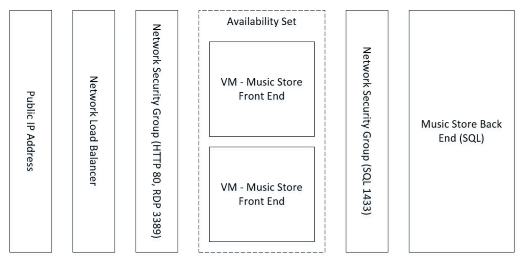 Public IP Address
Network Load Balancer
Network Security Group (HTTP 80, RDP 3389)
Availability Set
VM - Music Store
Front End
VM - Music Store
Front End
Network Security Group (SQL 1433)
Music Store Back
End (SQL)